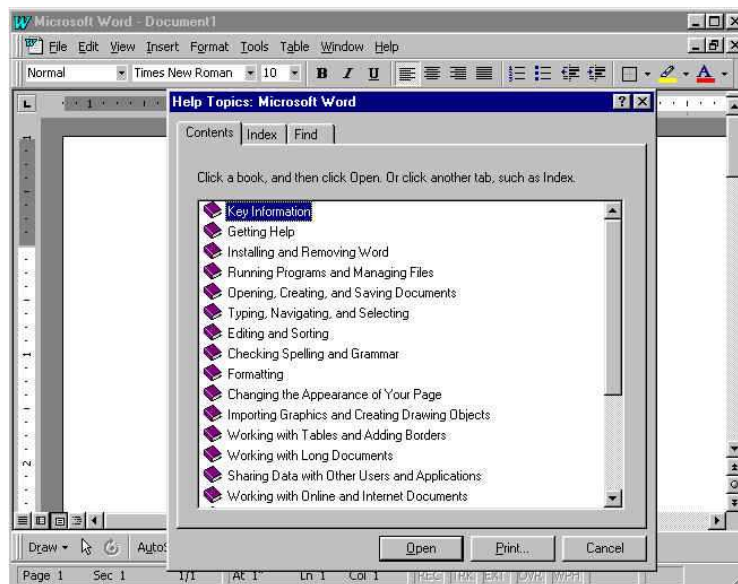 Microsoft Word - Document1
File Edit View Insert Format Tools Table Window Help
Normal Times New Roman 10 B I U A
L 1
Help Topics: Microsoft Word
Contents Index Find
Click a book, and then click Open. Or click another tab, such as Index.
Key Information
Getting Help
Installing and Removing Word
Running Programs and Managing Files
Opening, Creating, and Saving Documents
Typing, Navigating, and Selecting
Editing and Sorting
Checking Spelling and Grammar
Formatting
Changing the Appearance of Your Page
Importing Graphics and Creating Drawing Objects
Working with Tables and Adding Borders
Working with Long Documents
Sharing Data with Other Users and Applications
Working with Online and Internet Documents
Open Print... Cancel
Draw AutoS
Page 1 Sec 1 1/1 At 1" Ln 1 Col 1 REC TRK EXT OVR WPH